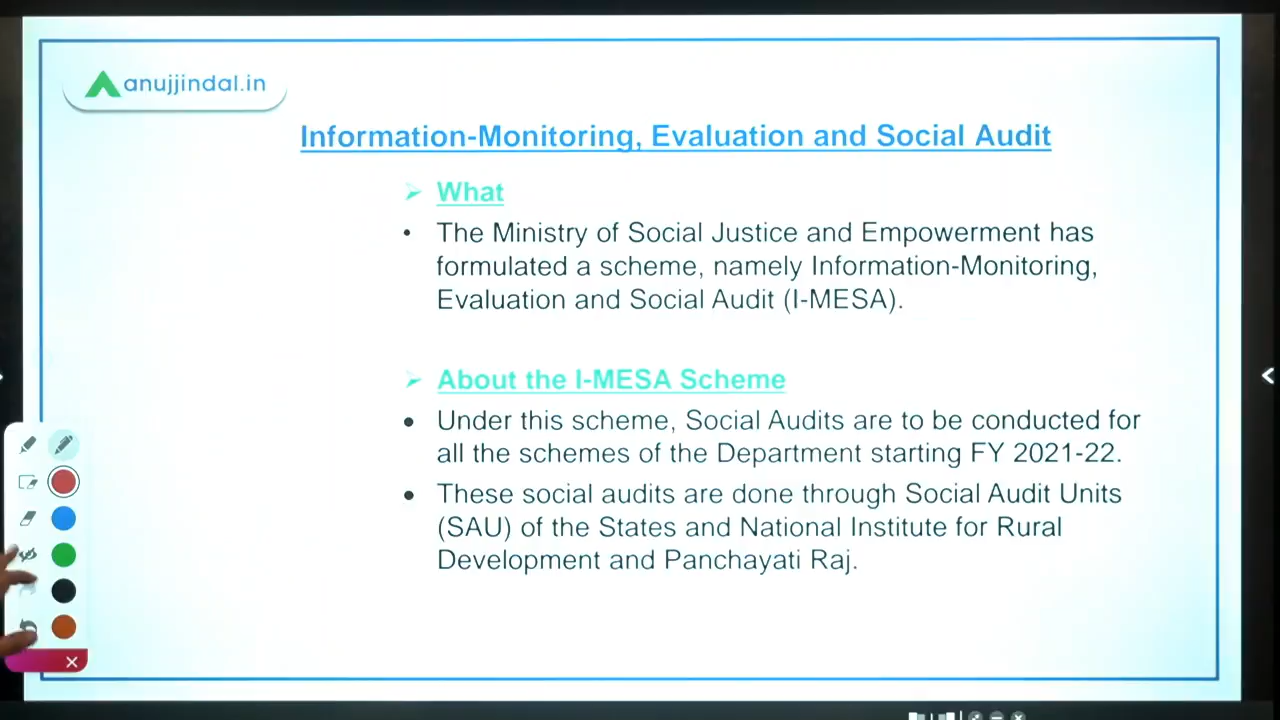 anujjindal.in
Information-Monitoring, Evaluation and Social Audit
What
The Ministry of Social Justice and Empowerment has
formulated a scheme, namely Information-Monitoring,
Evaluation and Social Audit (I-MESA).
About the I-MESA Scheme
Under this scheme, Social Audits are to be conducted for
all the schemes of the Department starting FY 2021-22.
These social audits are done through Social Audit Units
(SAU) of the States and National Institute for Rural
Development and Panchayati Raj.